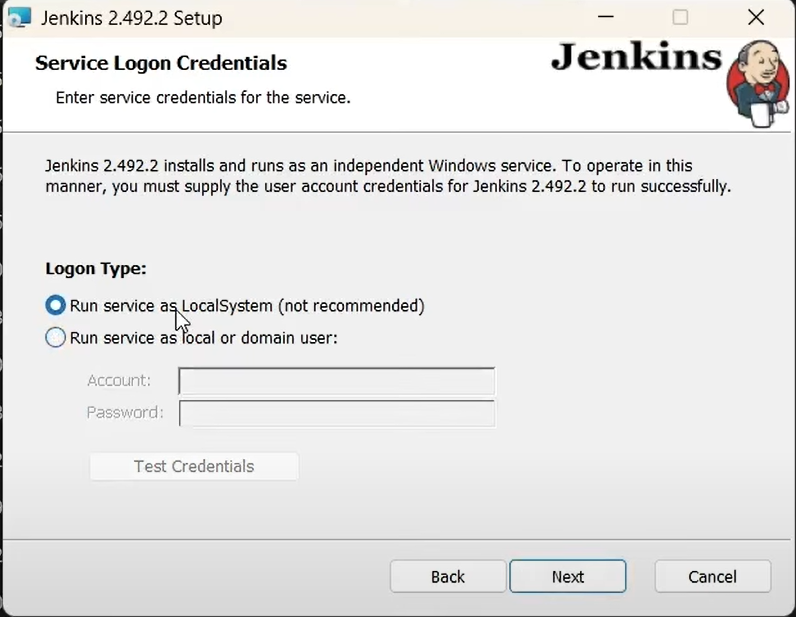 Jenkins 2.492.2 Setup
Service Logon Credentials
Jenkins
Enter service credentials for the service.
Jenkins 2.492.2 installs and runs as an independent Windows service. To operate in this
manner, you must supply the user account credentials for Jenkins 2.492.2 to run successfully.
Logon Type:
Run service as LocalSystem (not recommended)
Run service as local or domain user:
Account:
Password:
Test Credentials
Back
Next
Cancel